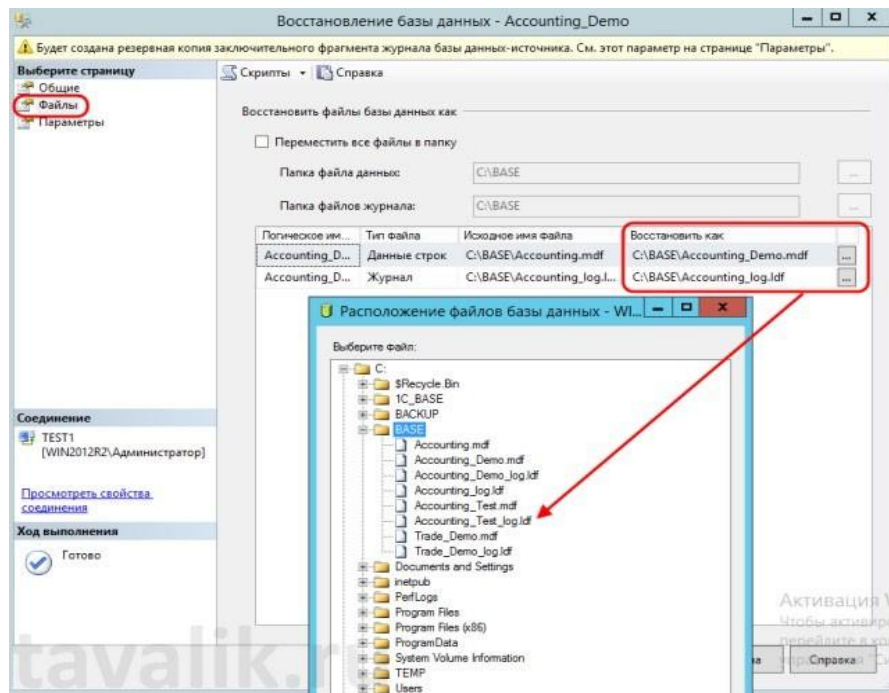 Восстановление базы данных - Accounting_Demo
Будет создана резервная копия заключительного фрагмента журнала базы данных-источника. См. этот параметр на странице "Параметры".
Выберите страницу
Общие
Файлы
Параметры
Скрипты
Справка
Восстановить файлы базы данных как
Переместить все файлы в папку
Папка файла данных:
C:\BASE
...
Папка файлов журнала:
C:\BASE
...
Логическое им...
Тип файла
Исходное имя файла
Восстановить как
Accounting_D...
Данные строк
C:\BASE\Accounting.mdf
C:\BASE\Accounting_Demo.mdf
...
Accounting_D...
Журнал
C:\BASE\Accounting_log.l...
C:\BASE\Accounting_log.ldf
...
Расположение файлов базы данных - WI...
Выберите файл:
C:
$Recycle.Bin
1C_BASE
BACKUP
BASE
Accounting.mdf
Accounting_Demo.mdf
Accounting_Demo_log.ldf
Accounting_log.ldf
Accounting_Test.mdf
Accounting_Test_log.ldf
Trade_Demo.mdf
Trade_Demo_log.ldf
Documents and Settings
inetpub
PerfLogs
Program Files
Program Files (x86)
ProgramData
System Volume Information
TEMP
Users
Соединение
TEST1
[WIN2012R2\Администратор]
Просмотреть свойства
соединения
Ход выполнения
Готово
Активация
Чтобы
перейдите в
Справка
tavalik.r